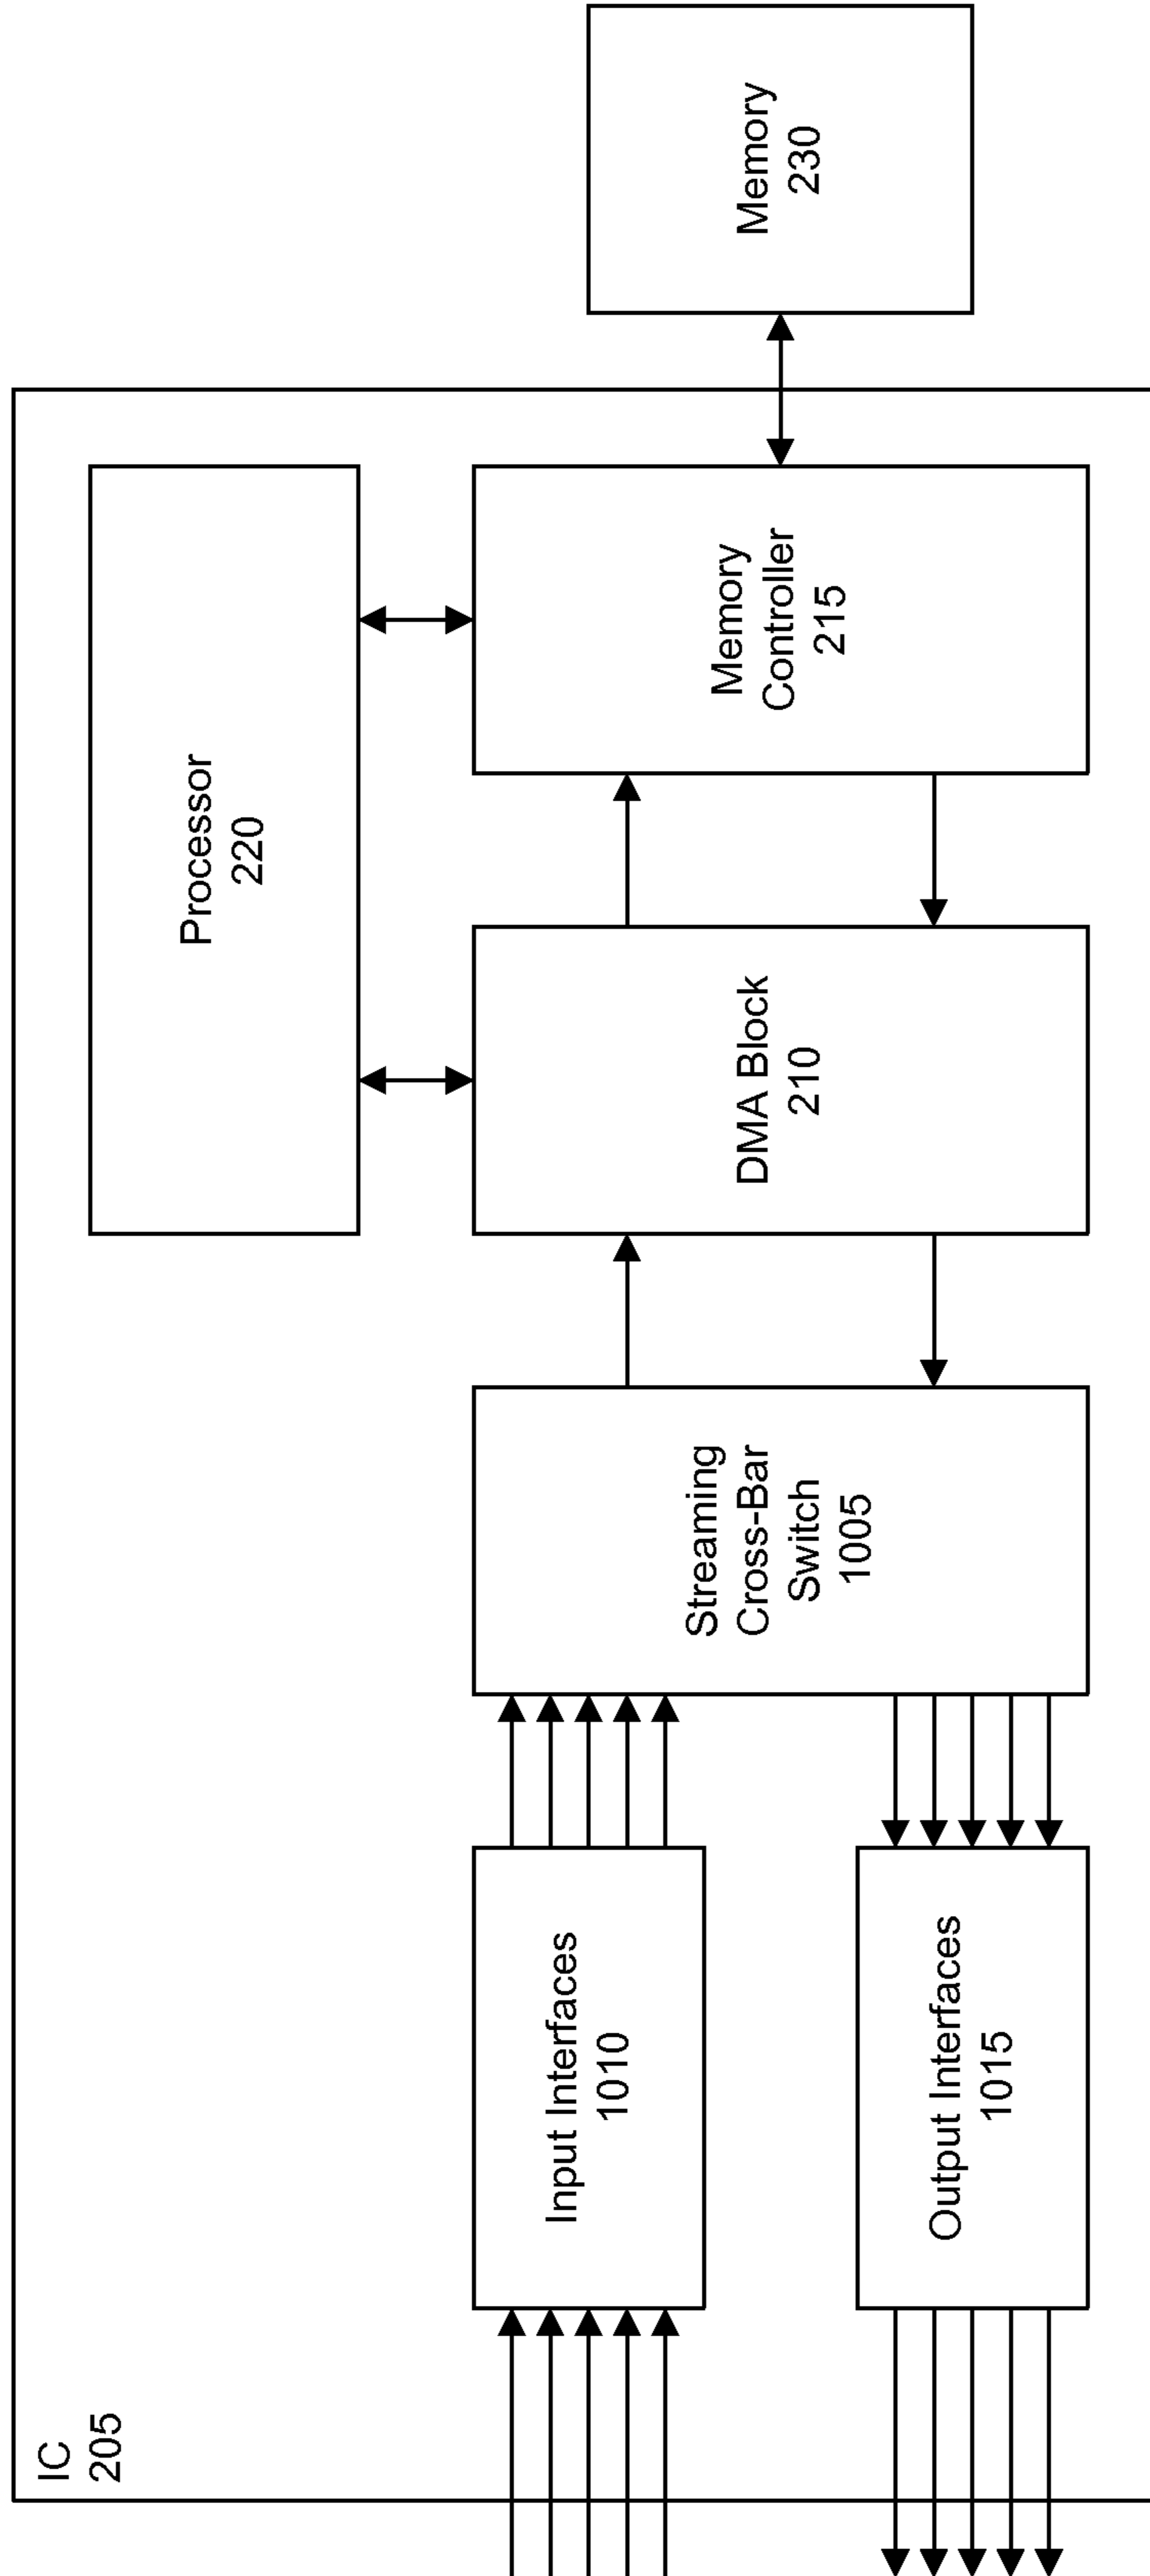 IC
205
Processor
220
Input Interfaces
1010
Output Interfaces
1015
Streaming
Cross-Bar
Switch
1005
DMA Block
210
Memory
Controller
215
Memory
230